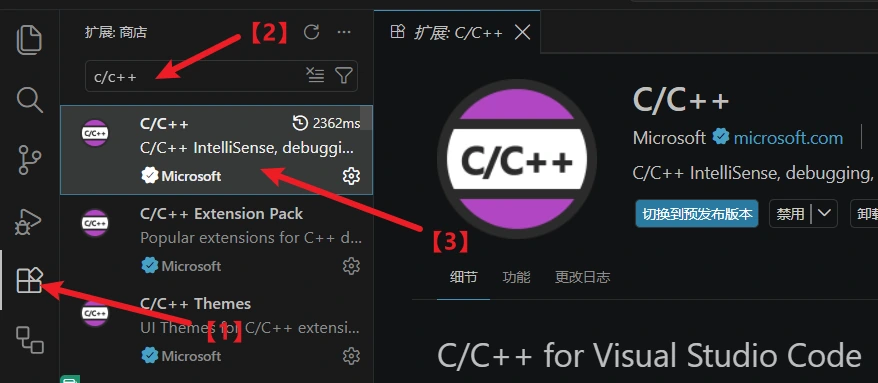 扩展: 商店
【2】
c/c++
C/C++
2362ms
C/C++ IntelliSense, debuggi...
Microsoft
C/C++ Extension Pack
Popular extensions for C++ d...
Microsoft
C/C++ Themes
UI Themes for C/C++ extensi...
Microsoft
【1】
【3】
扩展: C/C++
C/C++
C/C++
Microsoft
microsoft.com
C/C++ IntelliSense, debugging,
切换到预发布版本
禁用
卸载
细节
功能
更改日志
C/C++ for Visual Studio Code